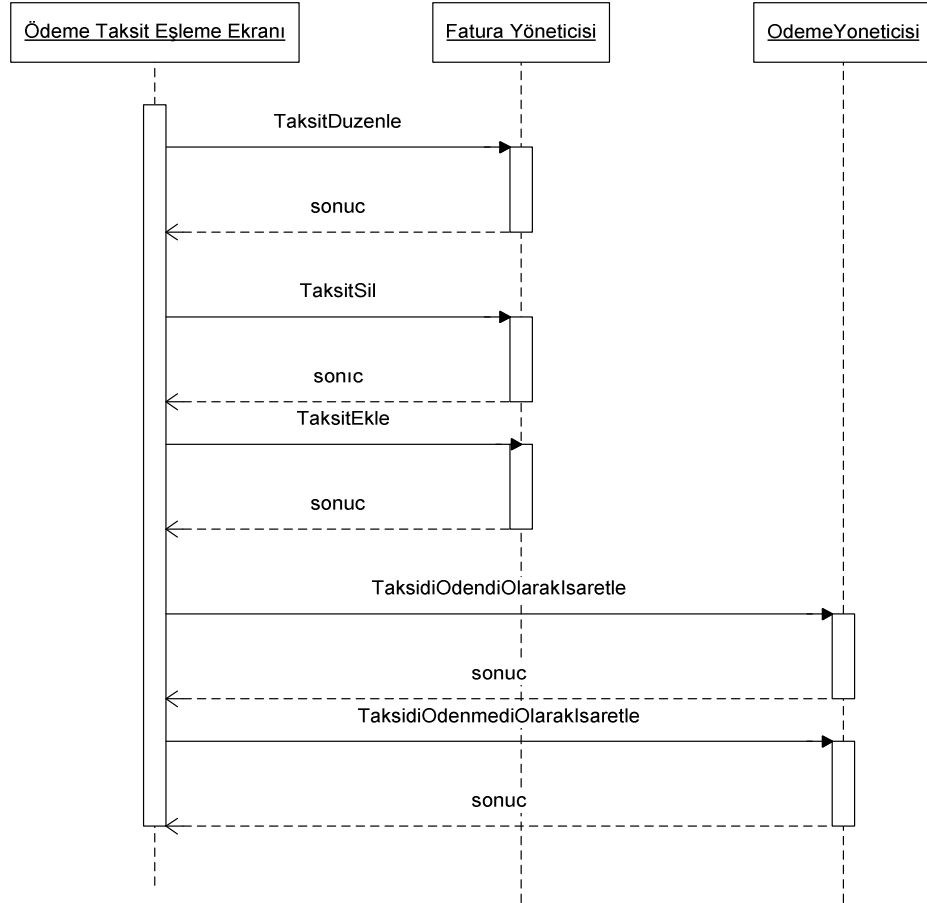 Ödeme Taksit Eşleme Ekranı
Fatura Yöneticisi
OdemeYoneticisi
TaksitDuzenle
sonuc
TaksitSil
sonıc
TaksitEkle
sonuc
TaksidiOdendiOlarakIsaretle
sonuc
TaksidiOdenmediOlarakIsaretle
sonuc